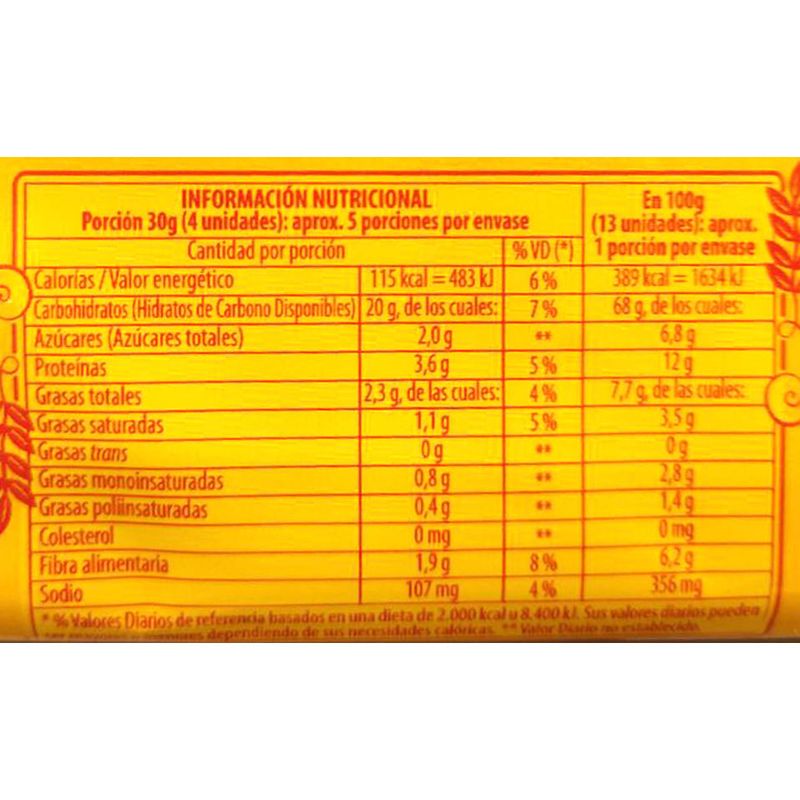 INFORMACIÓN NUTRICIONAL
Porción 30g (4 unidades): aprox. 5 porciones por envase
En 100g
(13 unidades): aprox.
1 porción por envase
Cantidad por porción % VD (*)
Calorías / Valor energético 115 kcal = 483 kJ 6% 389 kcal = 1634 kJ
Carbohidratos (Hidratos de Carbono Disponibles) 20 g, de los cuales: 7% 68 g, de los cuales:
Azúcares (Azúcares totales) 2,0 g ** 6,8 g
Proteínas 3,6 g 5% 12 g
Grasas totales 2,3 g, de las cuales: 4% 7,7 g, de las cuales:
Grasas saturadas 1,1 g 5% 3,5 g
Grasas trans 0 g ** 0 g
Grasas monoinsaturadas 0,8 g ** 2,8 g
Grasas poliinsaturadas 0,4 g ** 1,4 g
Colesterol 0 mg ** 0 mg
Fibra alimentaria 1,9 g 8% 6,2 g
Sodio 107 mg 4% 356 mg
* % Valores Diarios de referencia basados en una dieta de 2.000 kcal u 8.400 kJ. Sus valores diarios pueden
dependiendo de sus necesidades calóricas. ** Valor Diario no establecido.